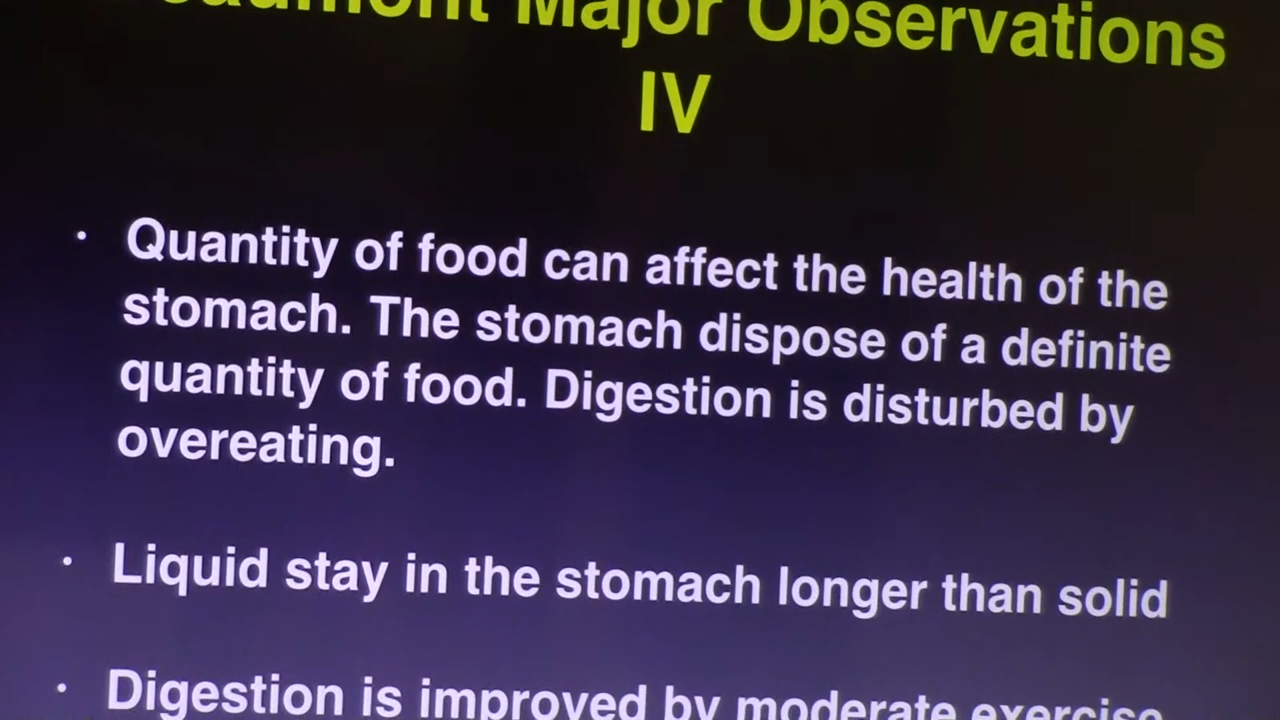 Major Observations
IV
• Quantity of food can affect the health of the
stomach. The stomach dispose of a definite
quantity of food. Digestion is disturbed by
overeating.
• Liquid stay in the stomach longer than solid
• Digestion is improved by moderate exercise